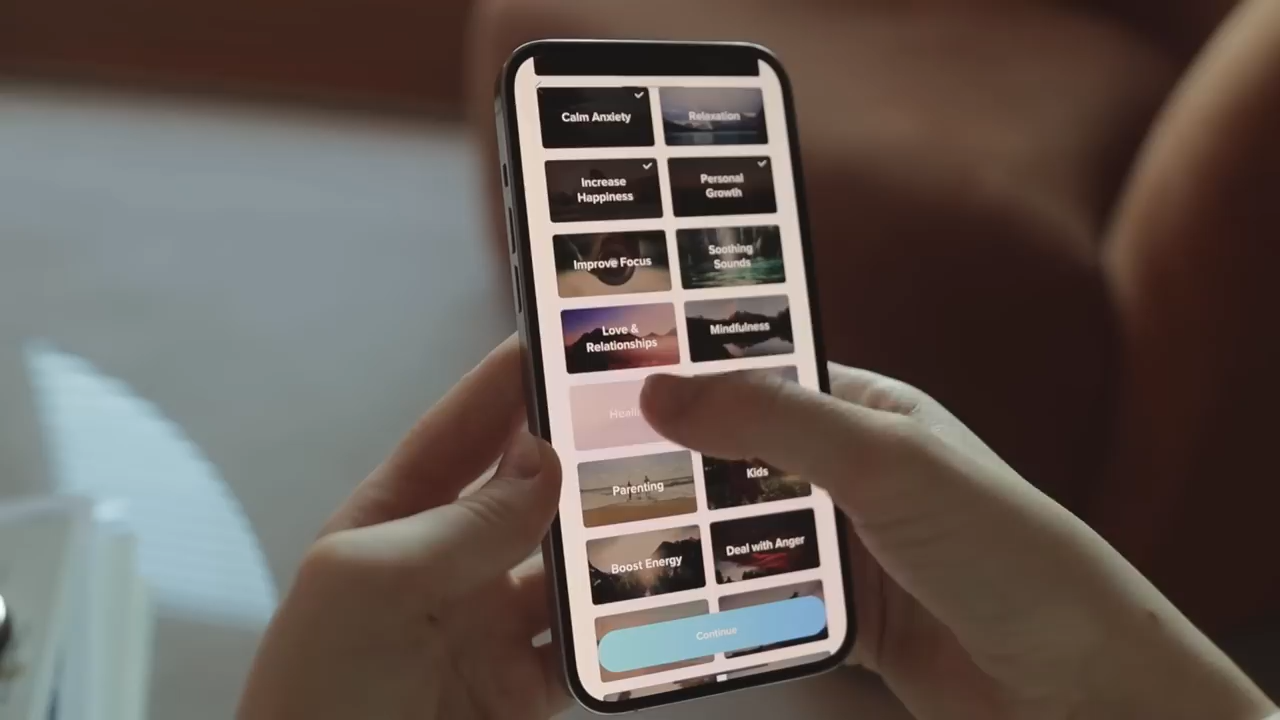 Calm Anxiety
Relaxation
Increase
Happiness
Personal
Growth
Improve Focus
Soothing
Sounds
Love &
Relationships
Mindfulness
Parenting
Kids
Boost Energy
Deal with Anger
Continue